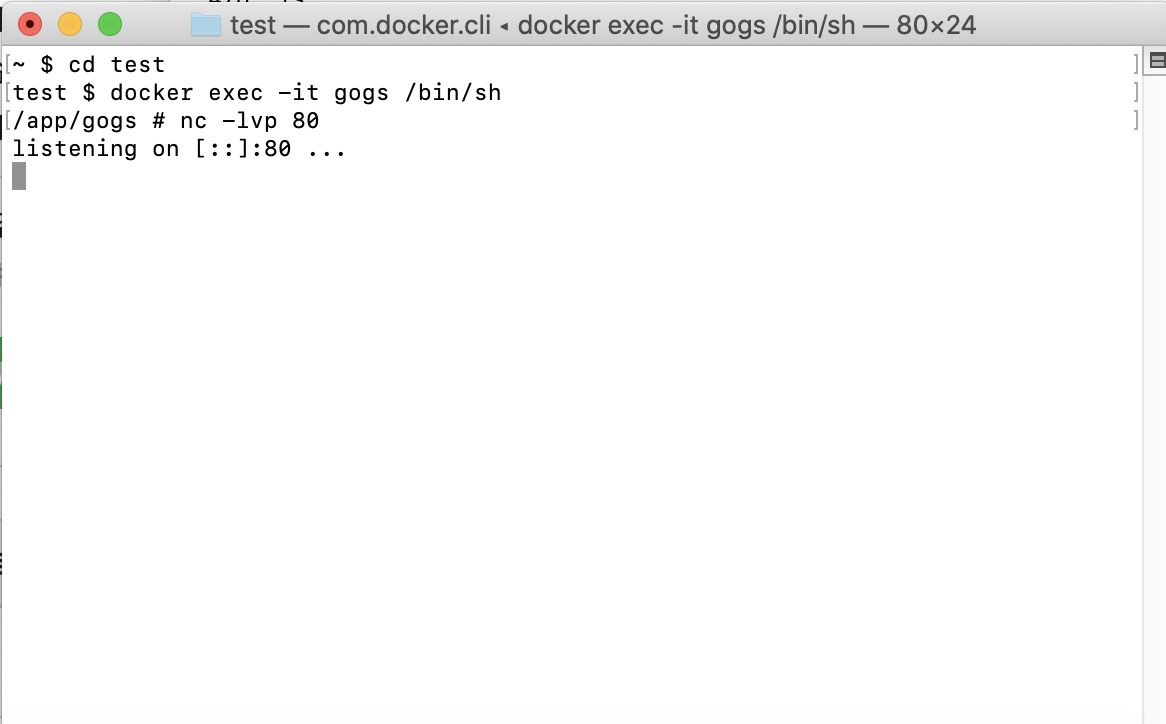 test — com.docker.cli ◂ docker exec -it gogs /bin/sh — 80×24
[~ $ cd test ]
[test $ docker exec -it gogs /bin/sh ]
[/app/gogs # nc -lvp 80 ]
listening on [::]:80 ...